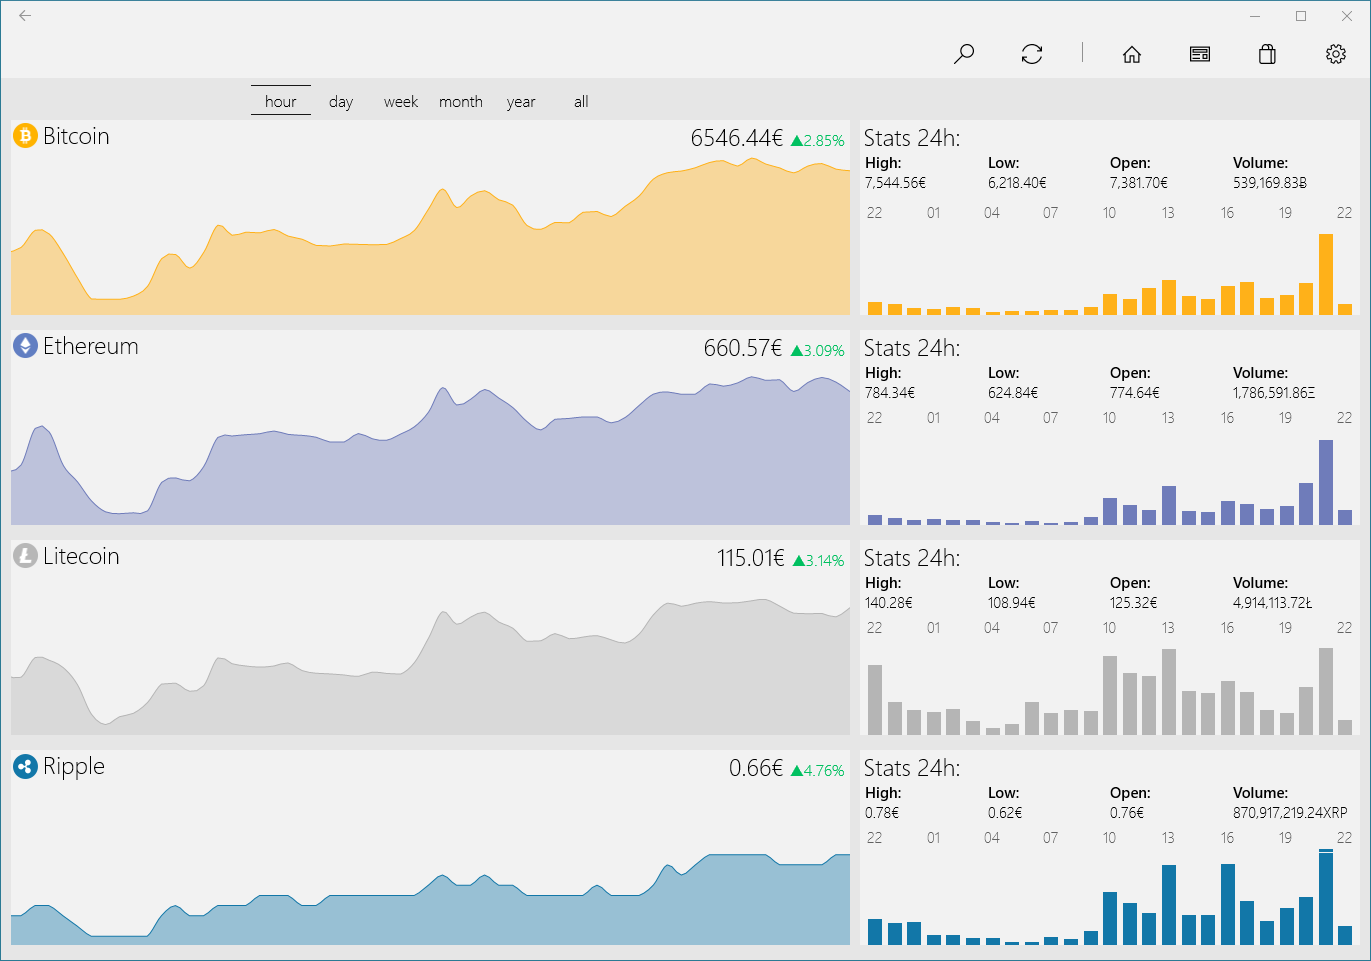 hour day week month year all
Bitcoin 6546.44€ ▲2.85%
Stats 24h:
High: Low: Open: Volume:
7,544.56€ 6,218.40€ 7,381.70€ 539,169.83Ƀ
22 01 04 07 10 13 16 19 22
Ethereum 660.57€ ▲3.09%
Stats 24h:
High: Low: Open: Volume:
784.34€ 624.84€ 774.64€ 1,786,591.86Ξ
22 01 04 07 10 13 16 19 22
Litecoin 115.01€ ▲3.14%
Stats 24h:
High: Low: Open: Volume:
140.28€ 108.94€ 125.32€ 4,914,113.72Ł
22 01 04 07 10 13 16 19 22
Ripple 0.66€ ▲4.76%
Stats 24h:
High: Low: Open: Volume:
0.78€ 0.62€ 0.76€ 870,917,219.24XRP
22 01 04 07 10 13 16 19 22